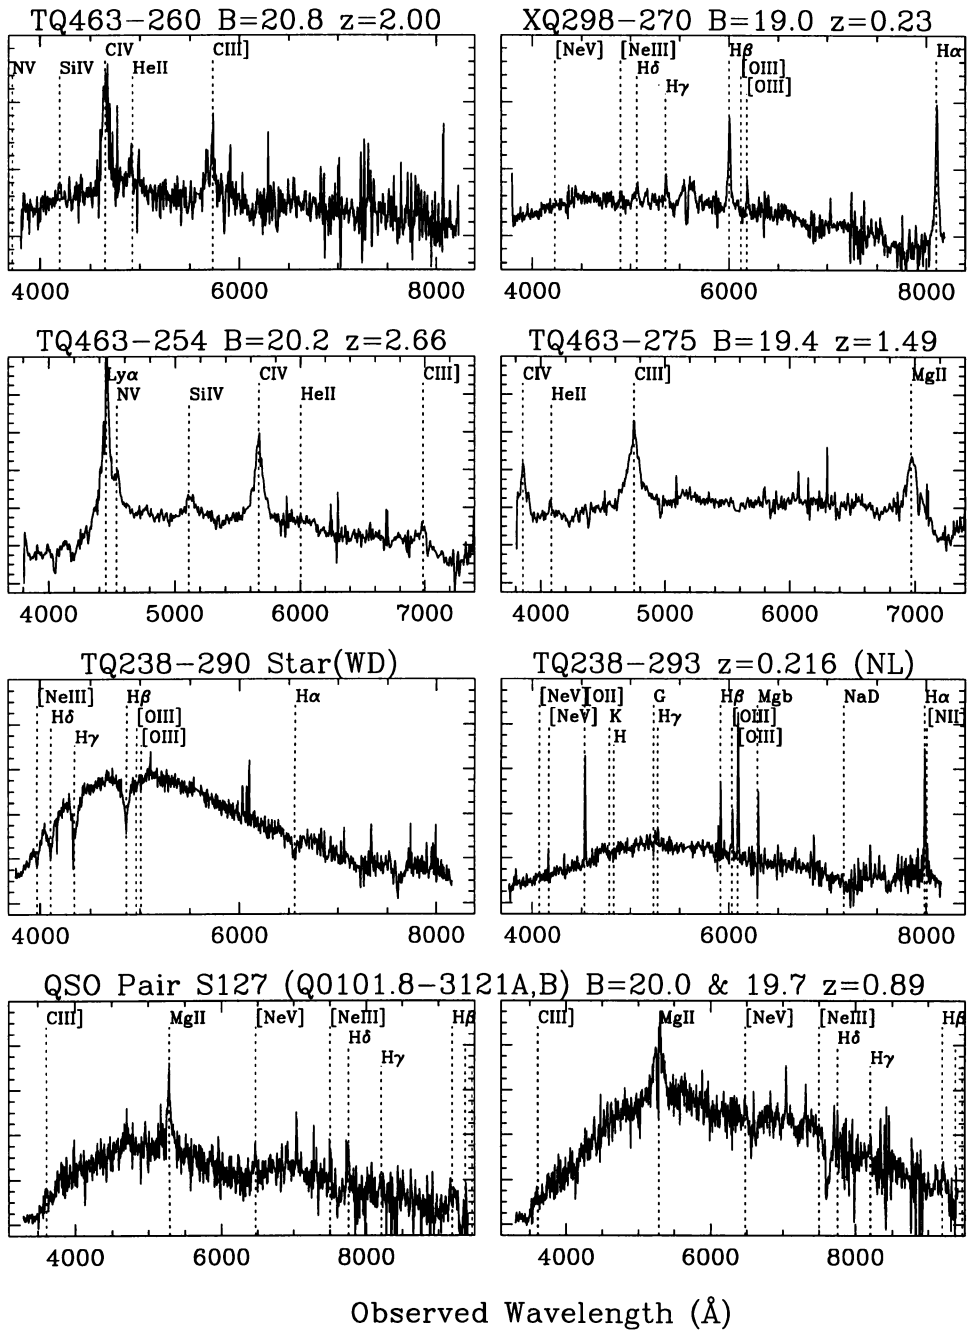 TQ463-260 B=20.8 z=2.00
CIV CIII]
NV SiIV HeII
4000 6000 8000
XQ298-270 B=19.0 z=0.23
[NeV] [NeIII] Hβ Hα
Hδ [OIII]
Hγ [OIII]
4000 6000 8000
TQ463-254 B=20.2 z=2.66
Lyα CIV CIII]
NV SiIV HeII
4000 5000 6000 7000
TQ463-275 B=19.4 z=1.49
CIV CIII] MgII
HeII
4000 5000 6000 7000
TQ238-290 Star(WD)
[NeIII] Hβ Hα
Hδ [OIII]
Hγ [OIII]
4000 6000 8000
TQ238-293 z=0.216 (NL)
[NeV] [OII] G Hβ Mgb NaD Hα
[NeV] K Hγ [OIII] [NII]
H [OIII]
4000 6000 8000
QSO Pair S127 (Q0101.8-3121A,B) B=20.0 & 19.7 z=0.89
CIII] MgII [NeV] [NeIII] Hβ
Hδ
Hγ
4000 6000 8000
CIII] MgII [NeV] [NeIII] Hβ
Hδ
Hγ
4000 6000 8000
Observed Wavelength (Å)